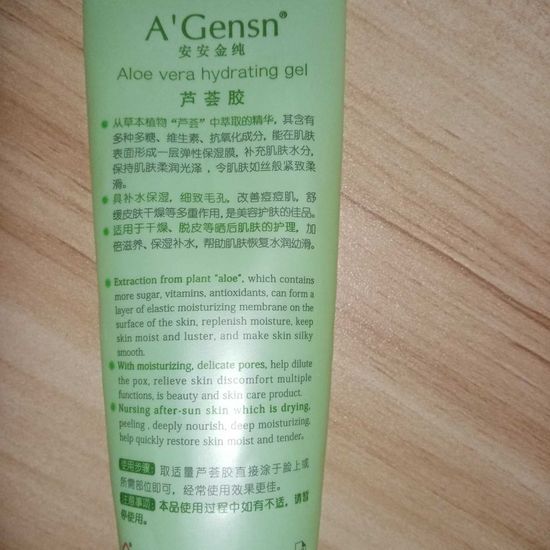 A'Gensn®
安安金纯
Aloe vera hydrating gel
芦荟胶
从草本植物“芦荟”中萃取的精华，其含有
多种多糖、维生素、抗氧化成分，能在肌肤
表面形成一层弹性保湿膜，补充肌肤水分，
保持肌肤柔润光泽，令肌肤如丝般紧致柔
滑。
具补水保湿，细致毛孔，改善痘痘肌，舒
缓皮肤干燥等多重作用，是美容护肤的佳品。
适用于干燥、脱皮等晒后肌肤的护理，加
倍滋养、保湿补水，帮助肌肤恢复水润幼滑。
Extraction from plant "aloe", which contains
more sugar, vitamins, antioxidants, can form a
layer of elastic moisturizing membrane on the
surface of the skin, replenish moisture, keep
skin moist and luster, and make skin silky
smooth.
With moisturizing, delicate pores, help dilute
the pox, relieve skin discomfort multiple
functions, is beauty and skin care product.
Nursing after-sun skin which is drying,
peeling , deeply nourish, deep moisturizing,
help quickly restore skin moist and tender。
使用分享: 取适量芦荟胶直接涂于脸上或
所需部位即可，经常使用效果更佳。
注意事项: 本品使用过程中如有不适，请暂
停使用。